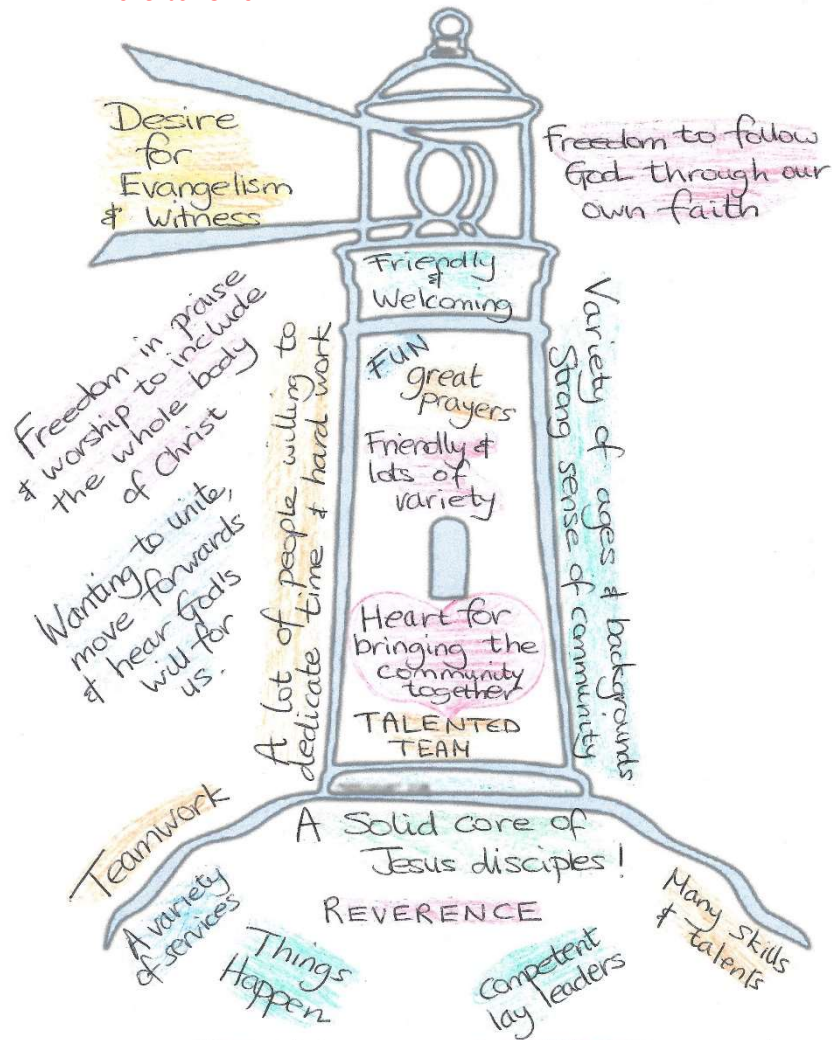 Desire
for
Evangelism
& Witness
Freedom to follow
God through our
own faith
Friendly
&
Welcoming
FUN
great
prayers
Friendly &
lots of
variety
Heart for
bringing the
community
together
TALENTED
TEAM
Freedom in praise
& worship to include
the whole body
of Christ
Wanting to unite,
move forwards
& hear God's
will for
us.
A lot of people willing to
dedicate time & hard work
Variety of ages & backgrounds
Strong sense of community
A Solid core of
Jesus disciples!
Teamwork
A variety
of services
REVERENCE
Things
Happen
competent
lay leaders
Many skills
& talents